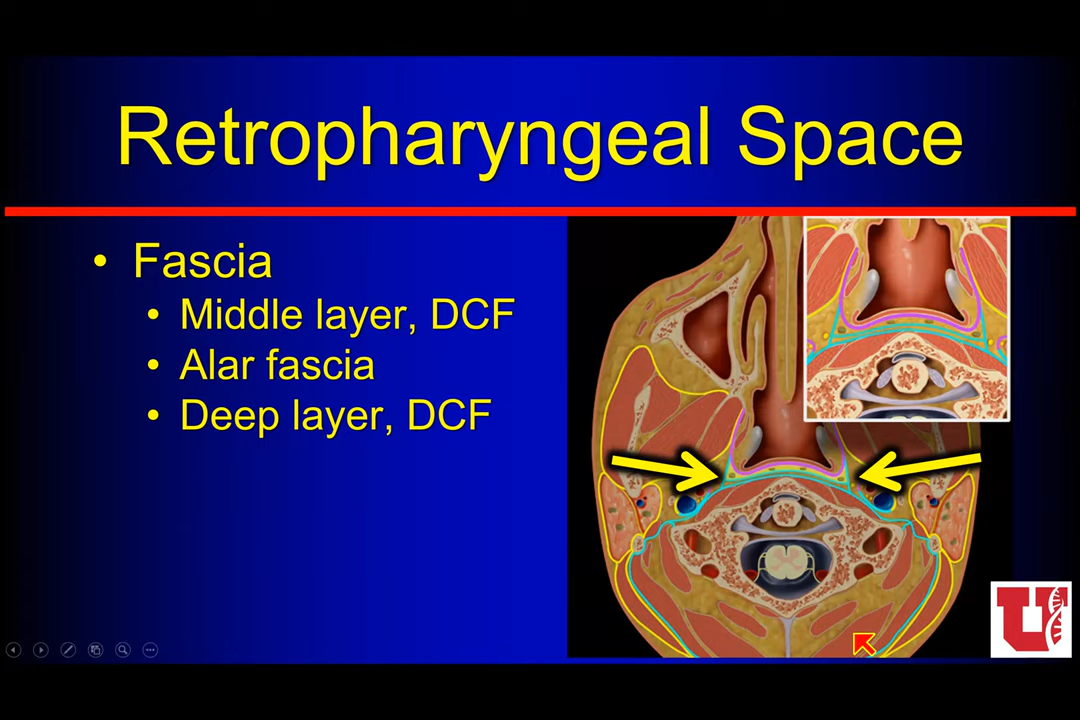 Retropharyngeal Space
• Fascia
• Middle layer, DCF
• Alar fascia
• Deep layer, DCF
U